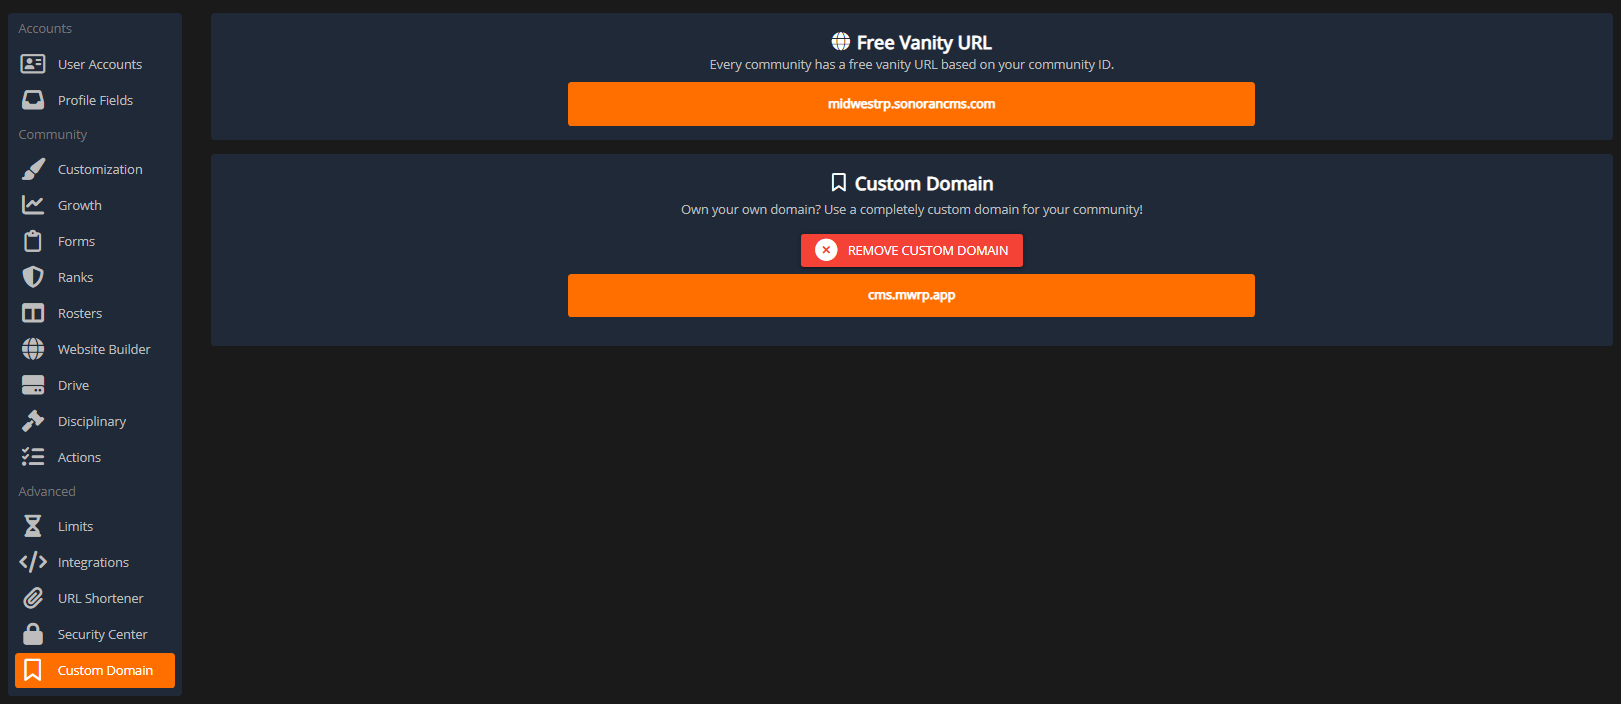 Accounts
User Accounts
Profile Fields
Community
Customization
Growth
Forms
Ranks
Rosters
Website Builder
Drive
Disciplinary
Actions
Advanced
Limits
Integrations
URL Shortener
Security Center
Custom Domain
Free Vanity URL
Every community has a free vanity URL based on your community ID.
midwestrp.sonorancms.com
Custom Domain
Own your own domain? Use a completely custom domain for your community!
REMOVE CUSTOM DOMAIN
cms.mwrp.app